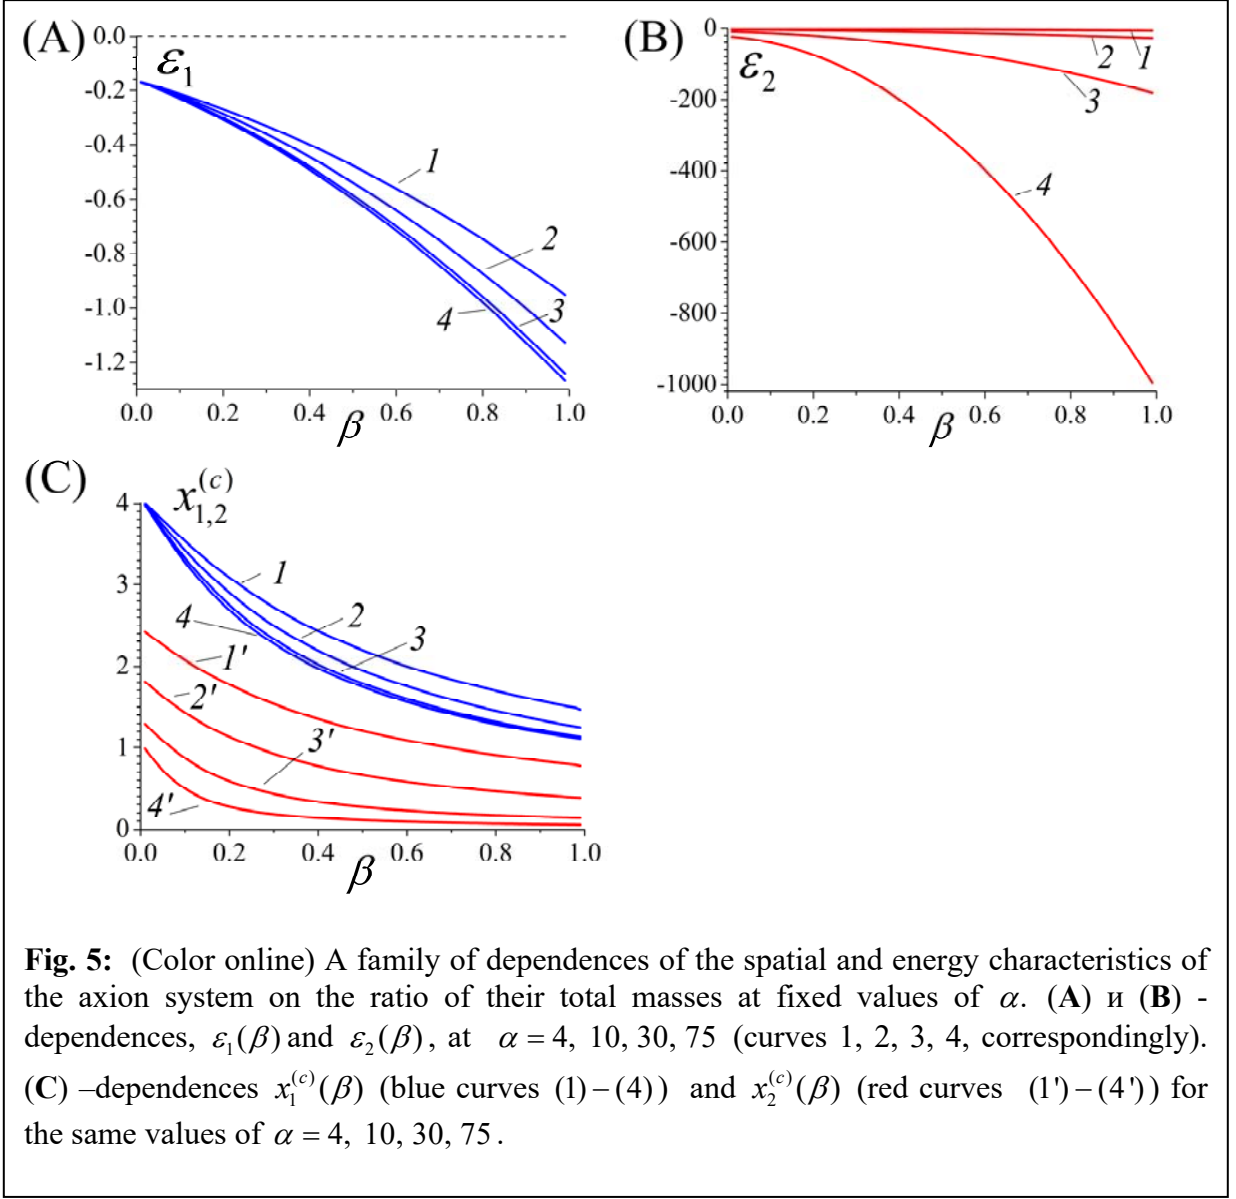 (A)
0.0
ε₁
-0.2
-0.4
-0.6
-0.8
-1.0
-1.2
1
2
3
4
0.0 0.2 0.4 0.6 0.8 1.0
β
(B)
0
ε₂
-200
-400
-600
-800
-1000
1
2
3
4
0.0 0.2 0.4 0.6 0.8 1.0
β
(C)
x₁,₂⁽ᶜ⁾
4
3
2
1
0
1
2
3
4
1'
2'
3'
4'
0.0 0.2 0.4 0.6 0.8 1.0
β
Fig. 5: (Color online) A family of dependences of the spatial and energy characteristics of
the axion system on the ratio of their total masses at fixed values of α. (A) и (B) -
dependences, ε₁(β) and ε₂(β), at α = 4, 10, 30, 75 (curves 1, 2, 3, 4, correspondingly).
(C) –dependences x₁⁽ᶜ⁾(β) (blue curves (1)−(4)) and x₂⁽ᶜ⁾(β) (red curves (1')−(4')) for
the same values of α = 4, 10, 30, 75.